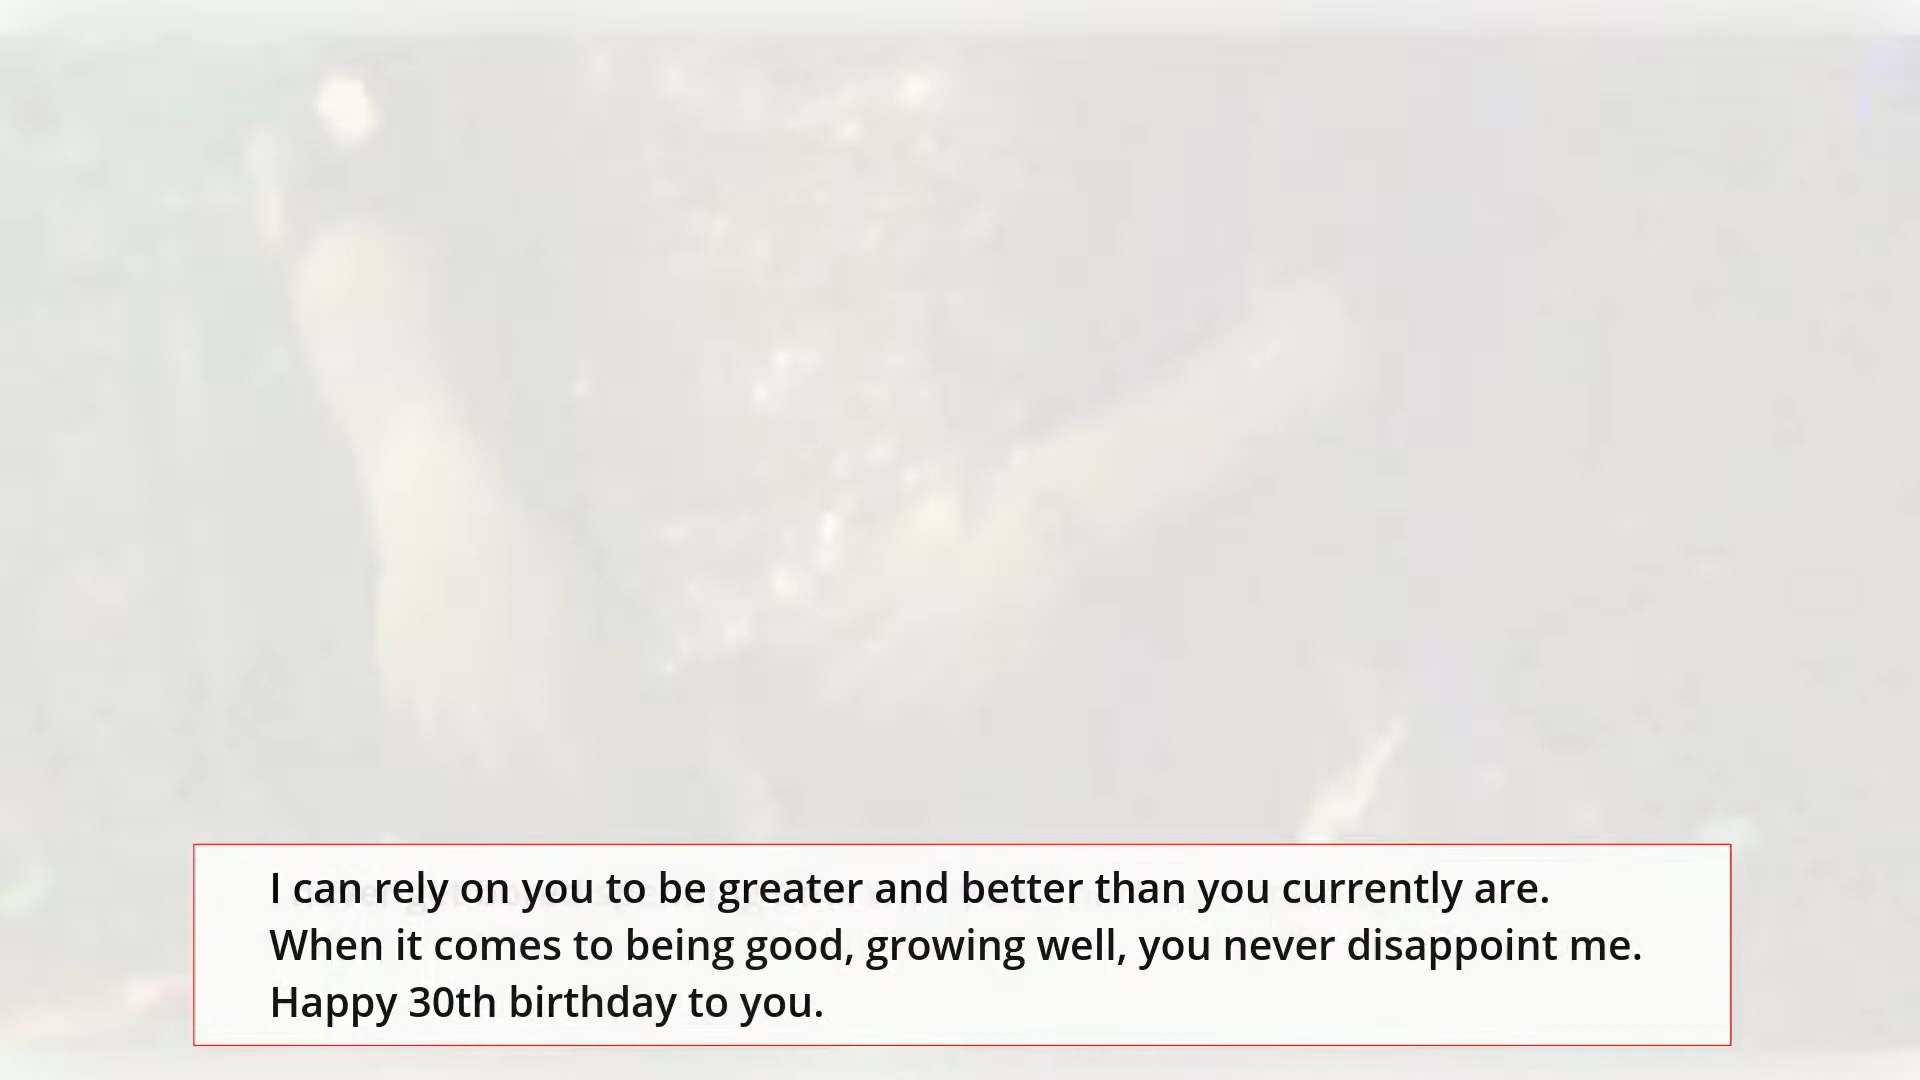 I can rely on you to be greater and better than you currently are.
When it comes to being good, growing well, you never disappoint me.
Happy 30th birthday to you.